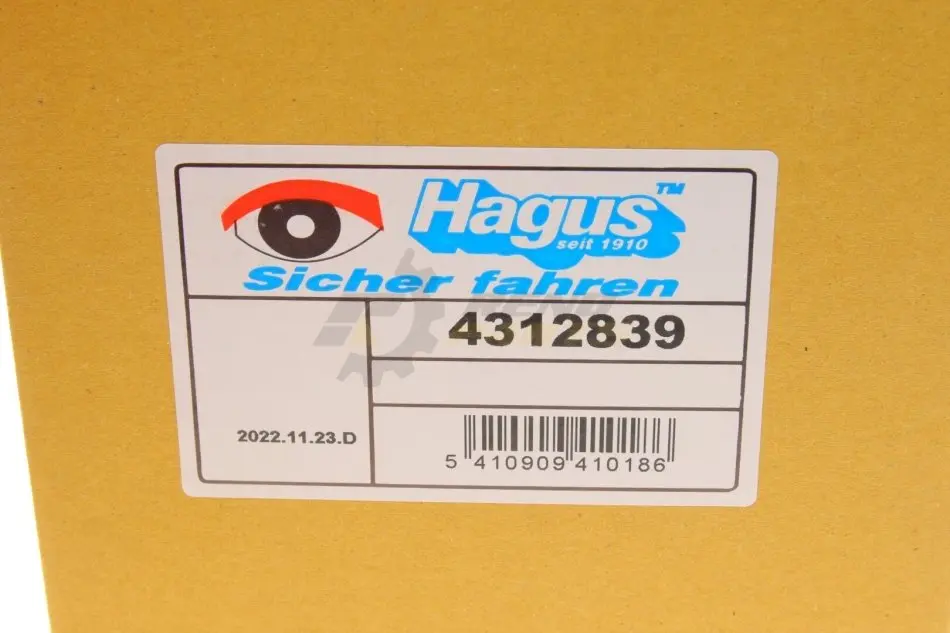 Hagus™
seit 1910
Sicher fahren
4312839
2022.11.23.D
5 410909 410186